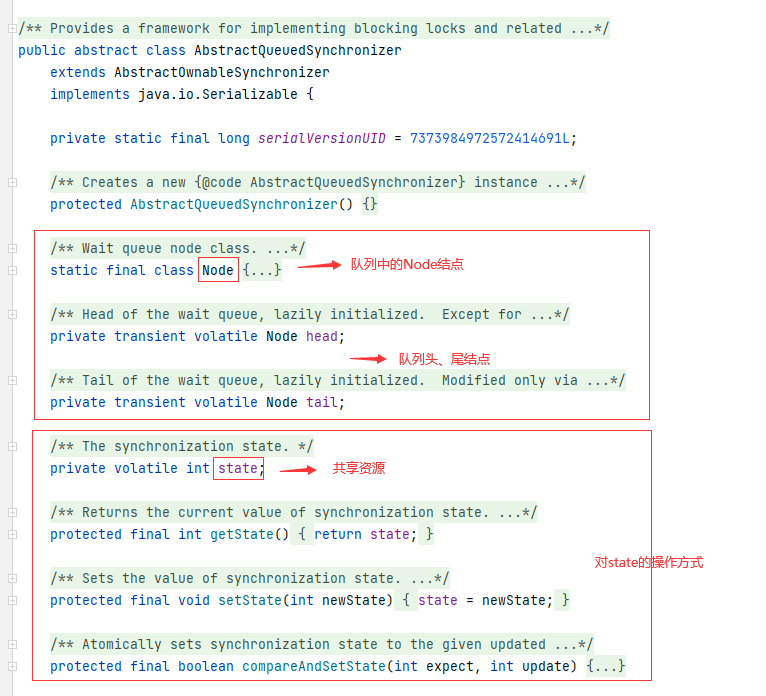 /** Provides a framework for implementing blocking locks and related ...*/
public abstract class AbstractQueuedSynchronizer
extends AbstractOwnableSynchronizer
implements java.io.Serializable {
private static final long serialVersionUID = 7373984972572414691L;
/** Creates a new {@code AbstractQueuedSynchronizer} instance ...*/
protected AbstractQueuedSynchronizer() {}
/** Wait queue node class. ...*/
static final class Node {...}
队列中的Node结点
/** Head of the wait queue, lazily initialized.  Except for ...*/
private transient volatile Node head;
队列头、尾结点
/** Tail of the wait queue, lazily initialized.  Modified only via ...*/
private transient volatile Node tail;
/** The synchronization state. */
private volatile int state;
共享资源
/** Returns the current value of synchronization state. ...*/
protected final int getState() { return state; }
对state的操作方式
/** Sets the value of synchronization state. ...*/
protected final void setState(int newState) { state = newState; }
/** Atomically sets synchronization state to the given updated ...*/
protected final boolean compareAndSetState(int expect, int update) {...}